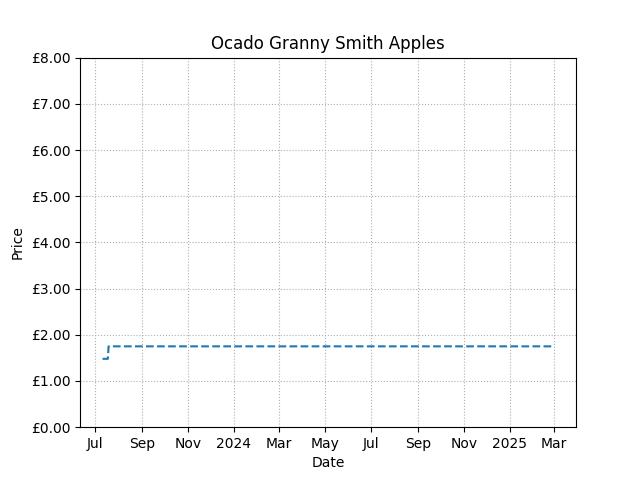 Ocado Granny Smith Apples
£8.00
£7.00
£6.00
£5.00
£4.00
£3.00
£2.00
£1.00
£0.00
Price
Jul Sep Nov 2024 Mar May Jul Sep Nov 2025 Mar
Date